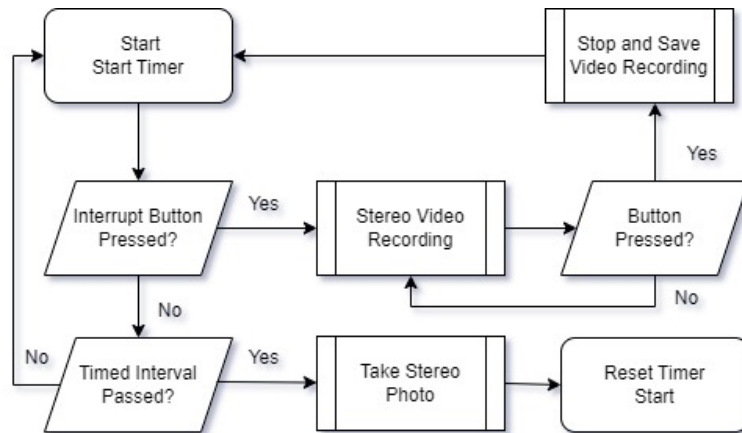 Start
Start Timer
Stop and Save
Video Recording
Yes
Interrupt Button
Pressed?
Yes
Stereo Video
Recording
Button
Pressed?
No
No
No
Timed Interval
Passed?
Yes
Take Stereo
Photo
Reset Timer
Start